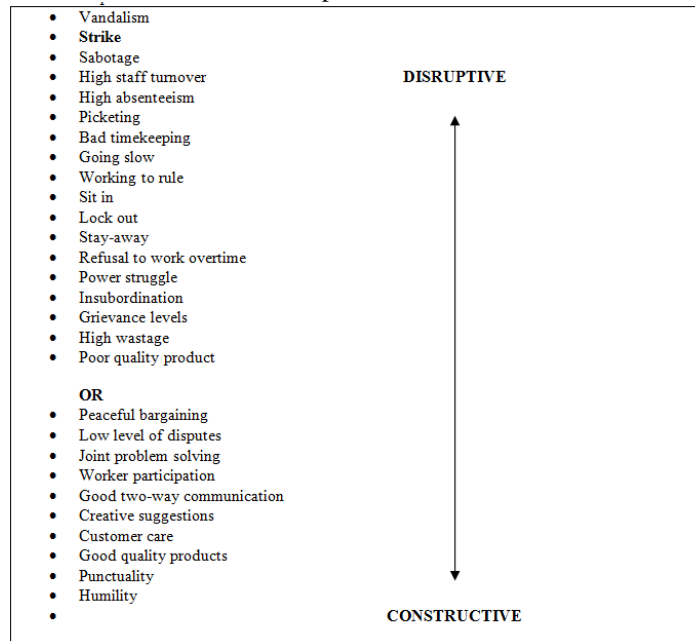 • Vandalism
• Strike
• Sabotage
• High staff turnover DISRUPTIVE
• High absenteeism
• Picketing
• Bad timekeeping
• Going slow
• Working to rule
• Sit in
• Lock out
• Stay-away
• Refusal to work overtime
• Power struggle
• Insubordination
• Grievance levels
• High wastage
• Poor quality product
OR
• Peaceful bargaining
• Low level of disputes
• Joint problem solving
• Worker participation
• Good two-way communication
• Creative suggestions
• Customer care
• Good quality products
• Punctuality
• Humility
• CONSTRUCTIVE